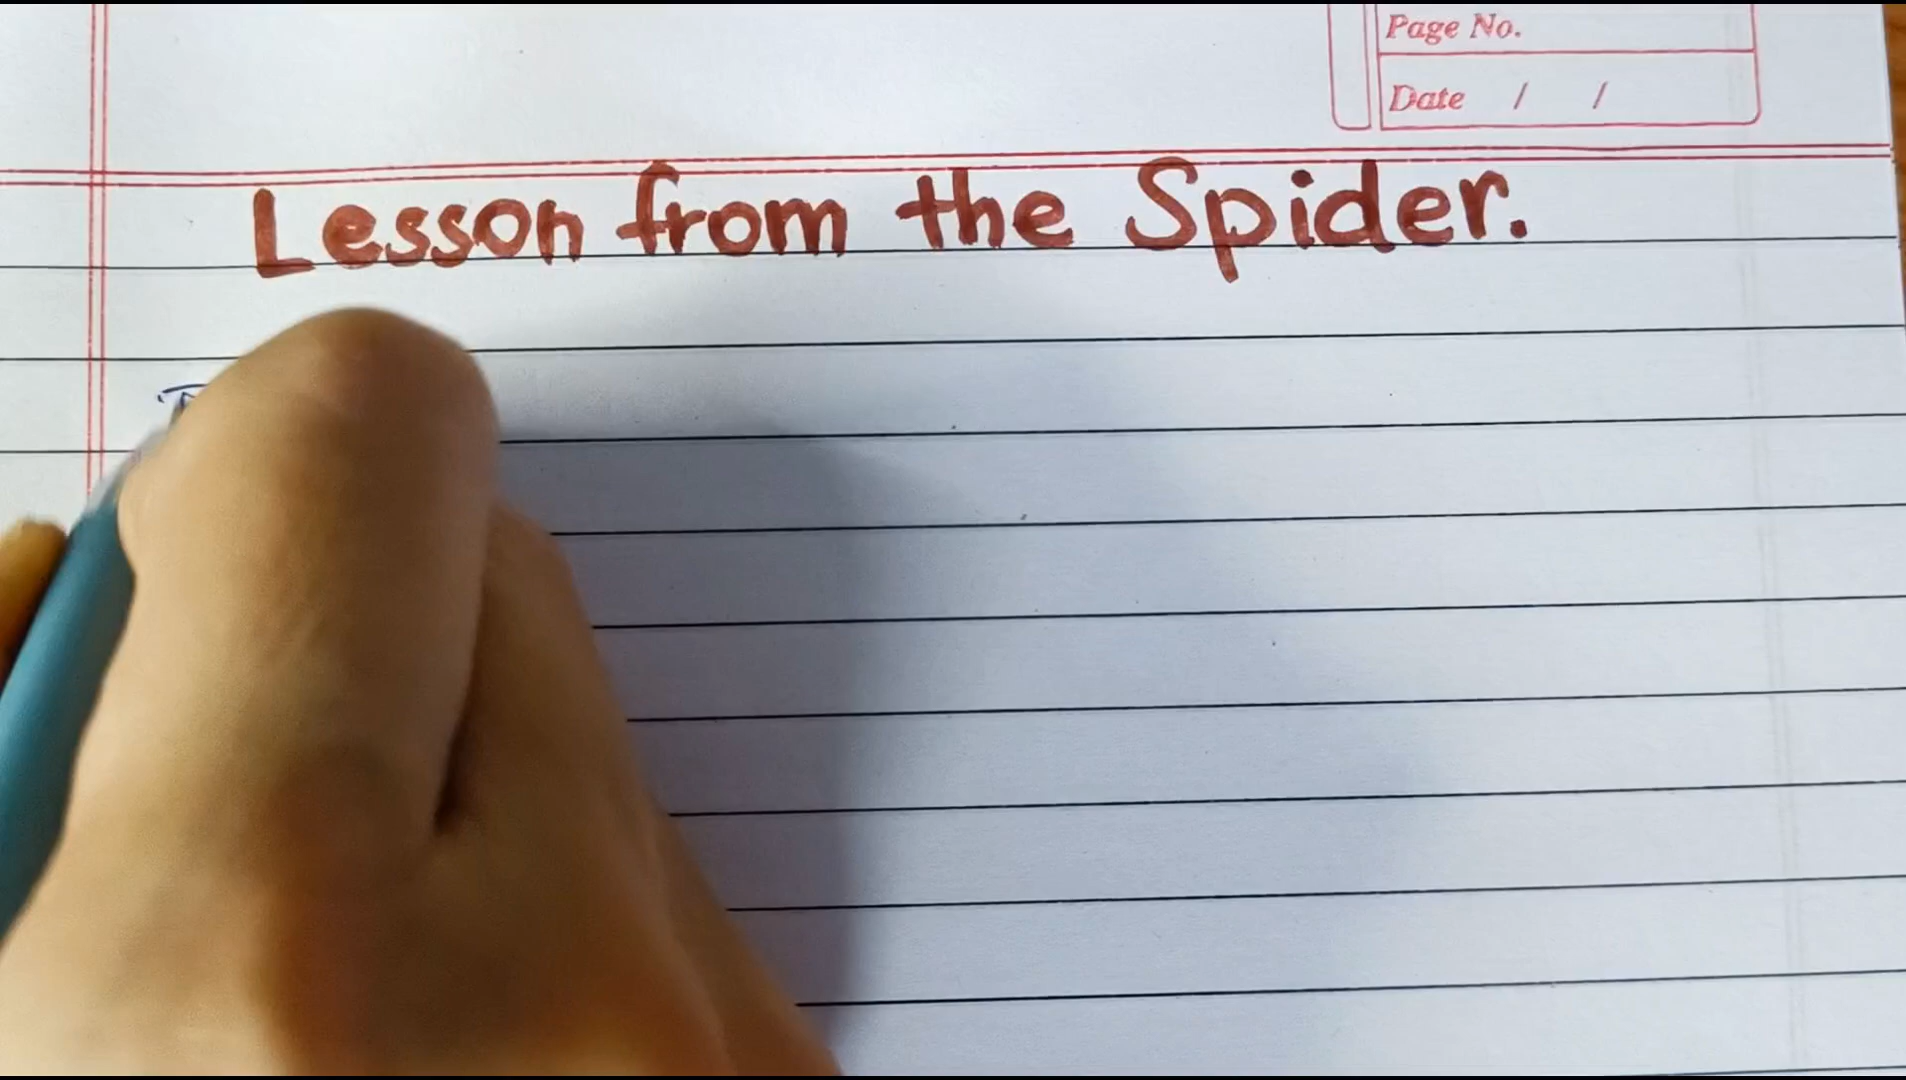 Page No.
Date / /
Lesson from the Spider.